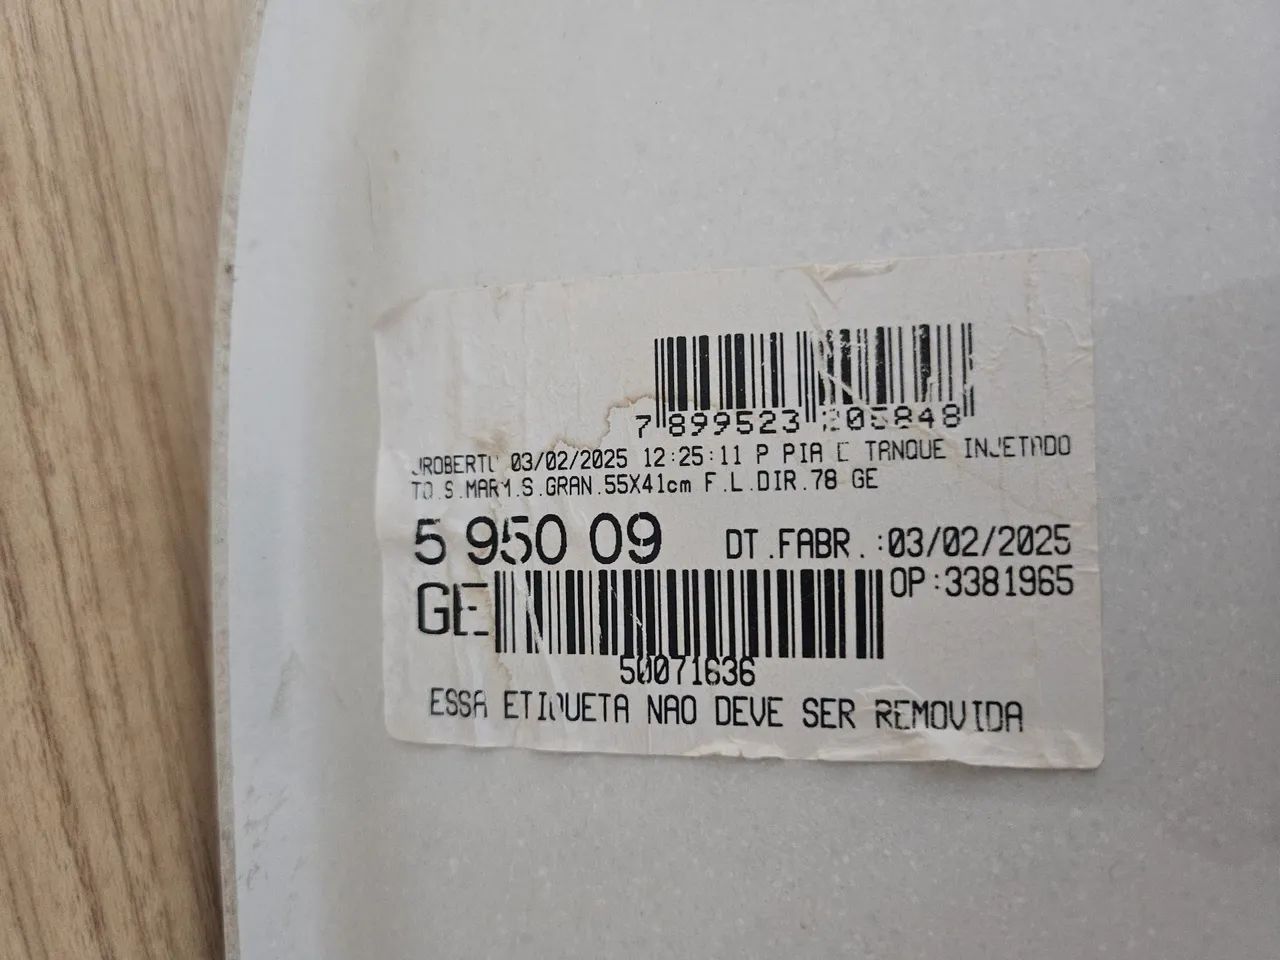 7 899523 205848
JROBERTO 03/02/2025 12:25:11 P PIA E TANQUE INJETADO
TQ.S.MARM.S.GRAN.55X41cm F.L.DIR.78 GE
5 950 09 DT.FABR.:03/02/2025
GE OP:3381965
50071636
ESSA ETIQUETA NAO DEVE SER REMOVIDA